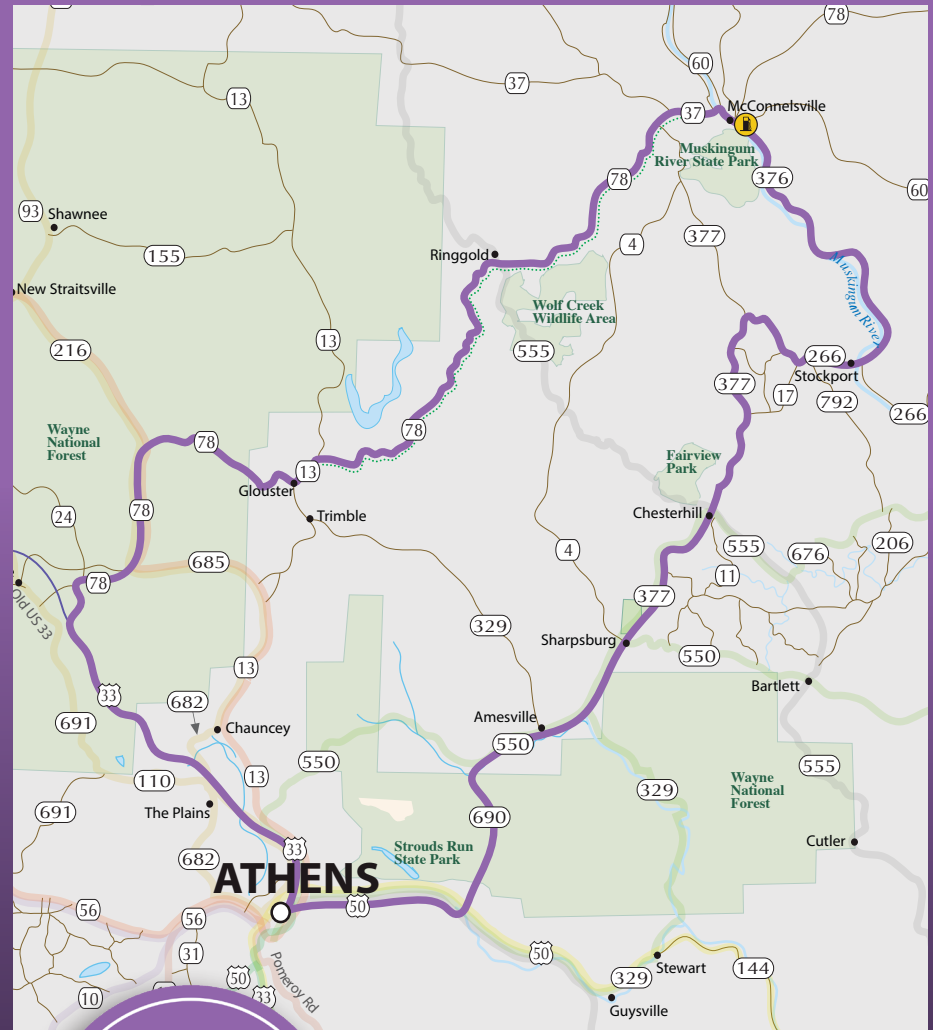 78
60
37
13
McConnelsville
37
Muskingum
River State Park
78
376
60
93
Shawnee
155
4
377
Ringgold
Muskingum River
New Straitsville
Wolf Creek
Wildlife Area
13
555
216
266
Stockport
377
17
792
266
Wayne
National
Forest
78
78
13
Glouster
Fairview
Park
78
24
Trimble
Chesterhill
555
676
206
4
685
78
11
Old US 33
377
329
Sharpsburg
550
13
Bartlett
33
682
691
Chauncey
Amesville
550
550
13
110
555
329
Wayne
National
Forest
691
The Plains
690
Cutler
33
Strouds Run
State Park
682
ATHENS
50
56
56
31
50
Pomeroy Rd
50
33
10
Stewart
144
329
Guysville